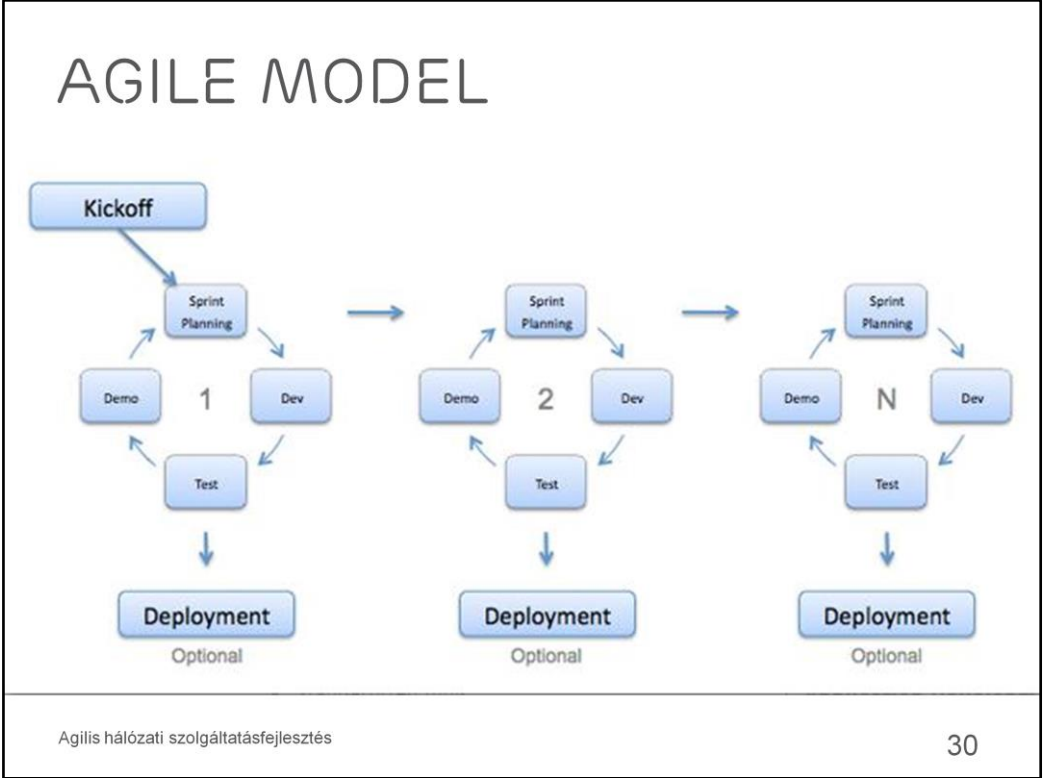 AGILE MODEL
Kickoff
Sprint
Planning
Demo
1
Dev
Test
Deployment
Optional
Sprint
Planning
Demo
2
Dev
Test
Deployment
Optional
Sprint
Planning
Demo
N
Dev
Test
Deployment
Optional
Agilis hálózati szolgáltatásfejlesztés
30